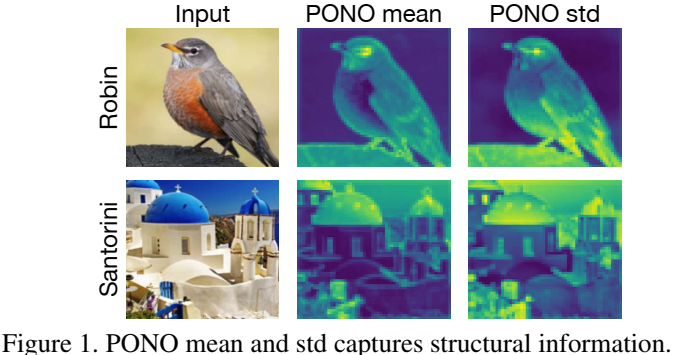 Input PONO mean PONO std
Robin
Santorini
Figure 1. PONO mean and std captures structural information.